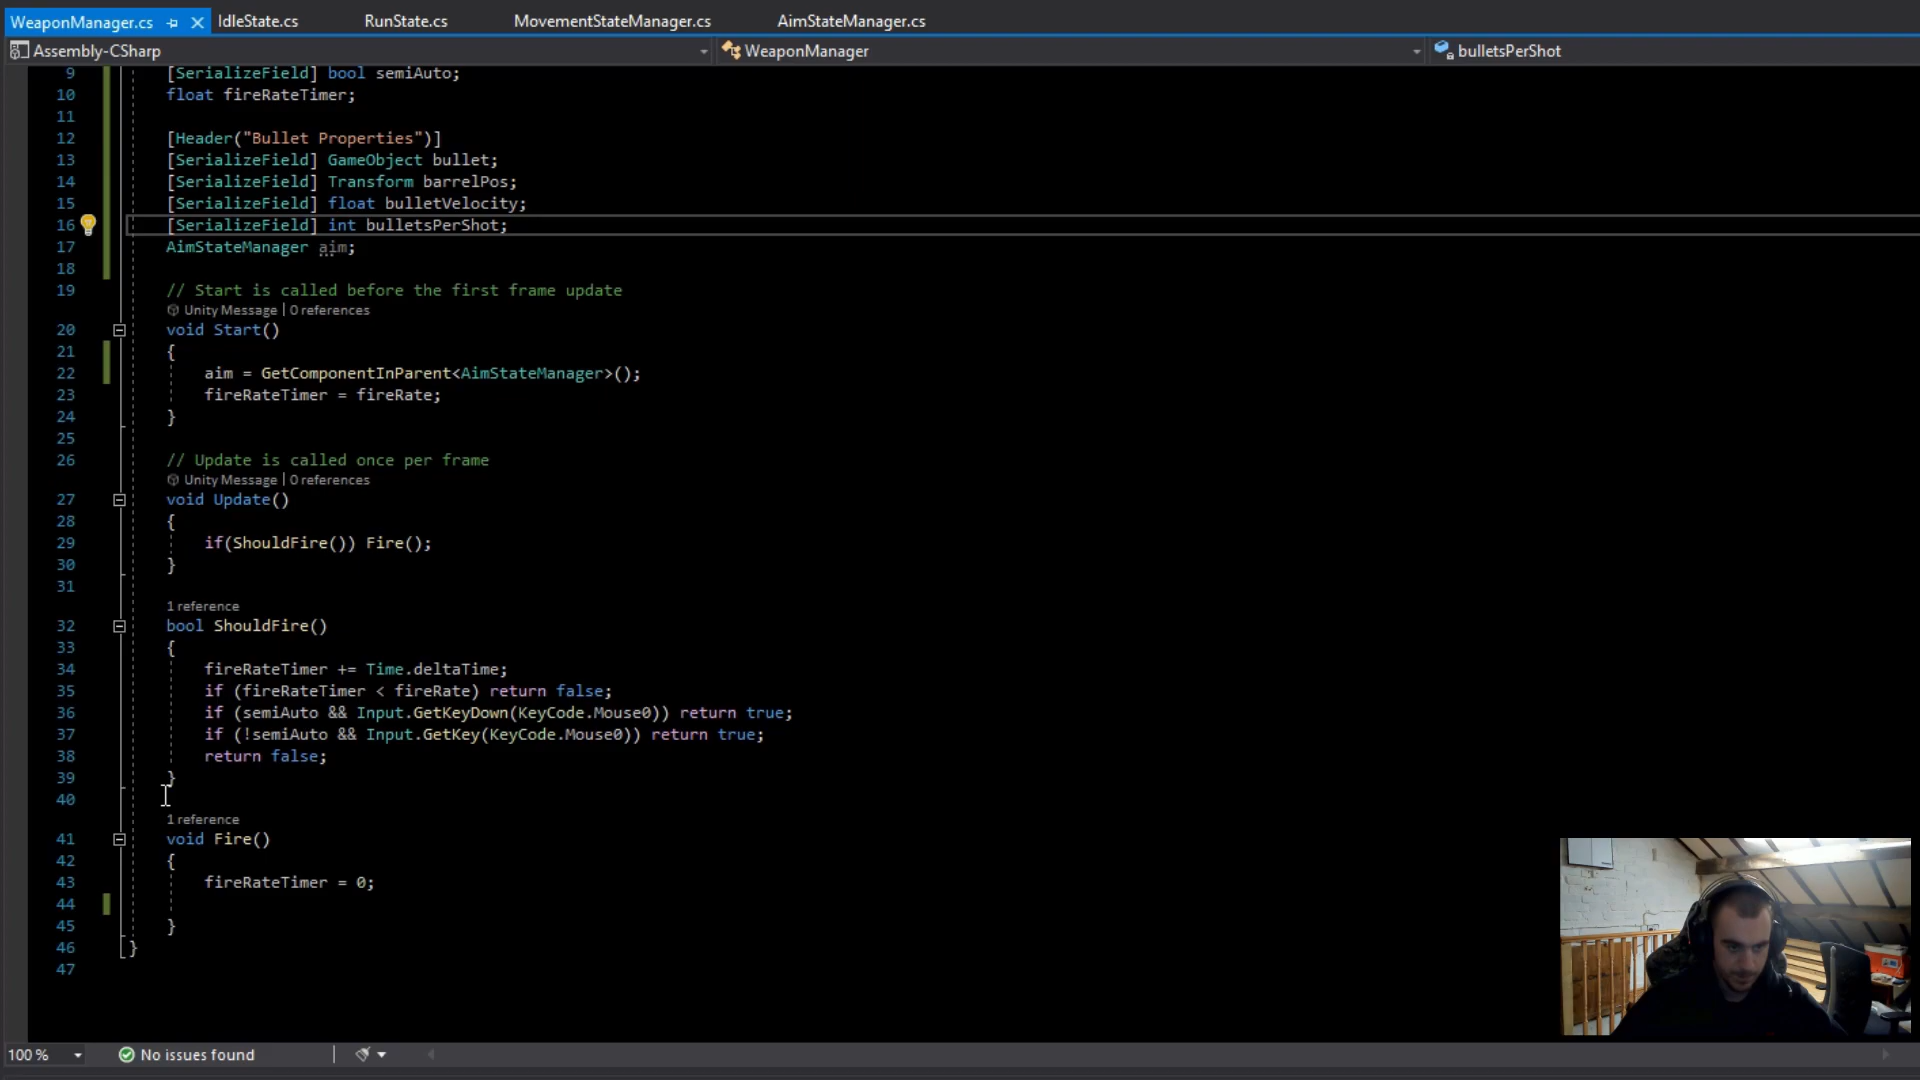 WeaponManager.cs
IdleState.cs
RunState.cs
MovementStateManager.cs
AimStateManager.cs
Assembly-CSharp
WeaponManager
bulletsPerShot
9 [SerializeField] bool semiAuto;
10 float fireRateTimer;
11
12 [Header("Bullet Properties")]
13 [SerializeField] GameObject bullet;
14 [SerializeField] Transform barrelPos;
15 [SerializeField] float bulletVelocity;
16 [SerializeField] int bulletsPerShot;
17 AimStateManager aim;
18
19 // Start is called before the first frame update
Unity Message | 0 references
20 void Start()
21 {
22 aim = GetComponentInParent<AimStateManager>();
23 fireRateTimer = fireRate;
24 }
25
26 // Update is called once per frame
Unity Message | 0 references
27 void Update()
28 {
29 if(ShouldFire()) Fire();
30 }
31
1 reference
32 bool ShouldFire()
33 {
34 fireRateTimer += Time.deltaTime;
35 if (fireRateTimer < fireRate) return false;
36 if (semiAuto && Input.GetKeyDown(KeyCode.Mouse0)) return true;
37 if (!semiAuto && Input.GetKey(KeyCode.Mouse0)) return true;
38 return false;
39 }
40
1 reference
41 void Fire()
42 {
43 fireRateTimer = 0;
44
45 }
46 }
47
100 %
No issues found